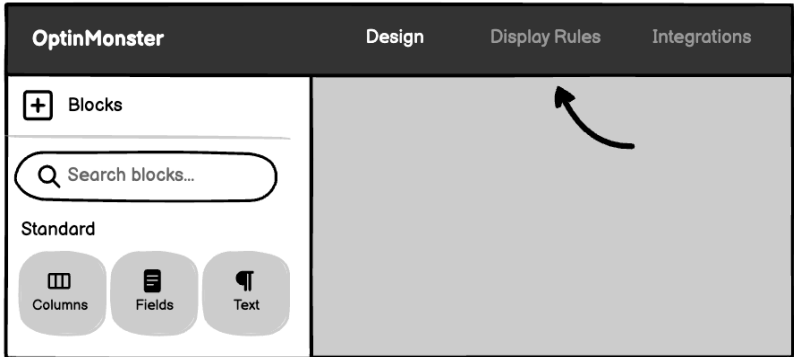 OptinMonster Design Display Rules Integrations
Blocks
Search blocks...
Standard
Columns Fields Text